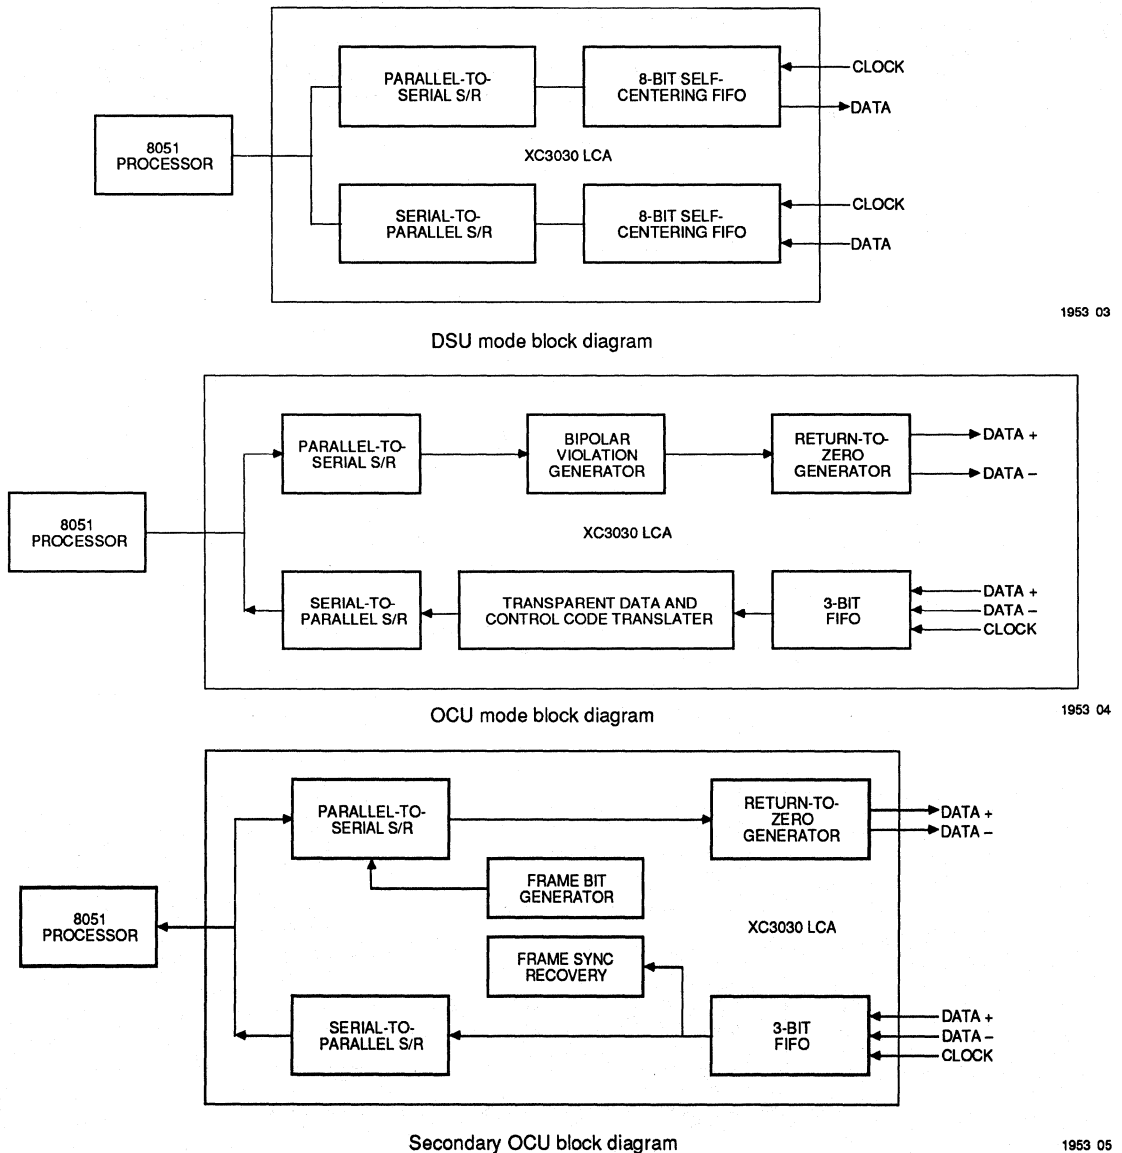 PARALLEL-TO-
SERIAL S/R
8-BIT SELF-
CENTERING FIFO
CLOCK
DATA
8051
PROCESSOR
XC3030 LCA
SERIAL-TO-
PARALLEL S/R
8-BIT SELF-
CENTERING FIFO
CLOCK
DATA
1953 03
DSU mode block diagram
PARALLEL-TO-
SERIAL S/R
BIPOLAR
VIOLATION
GENERATOR
RETURN-TO-
ZERO
GENERATOR
DATA +
DATA –
8051
PROCESSOR
XC3030 LCA
SERIAL-TO-
PARALLEL S/R
TRANSPARENT DATA AND
CONTROL CODE TRANSLATER
3-BIT
FIFO
DATA +
DATA –
CLOCK
1953 04
OCU mode block diagram
PARALLEL-TO-
SERIAL S/R
RETURN-TO-
ZERO
GENERATOR
DATA +
DATA –
FRAME BIT
GENERATOR
8051
PROCESSOR
XC3030 LCA
FRAME SYNC
RECOVERY
SERIAL-TO-
PARALLEL S/R
3-BIT
FIFO
DATA +
DATA –
CLOCK
Secondary OCU block diagram
1953 05